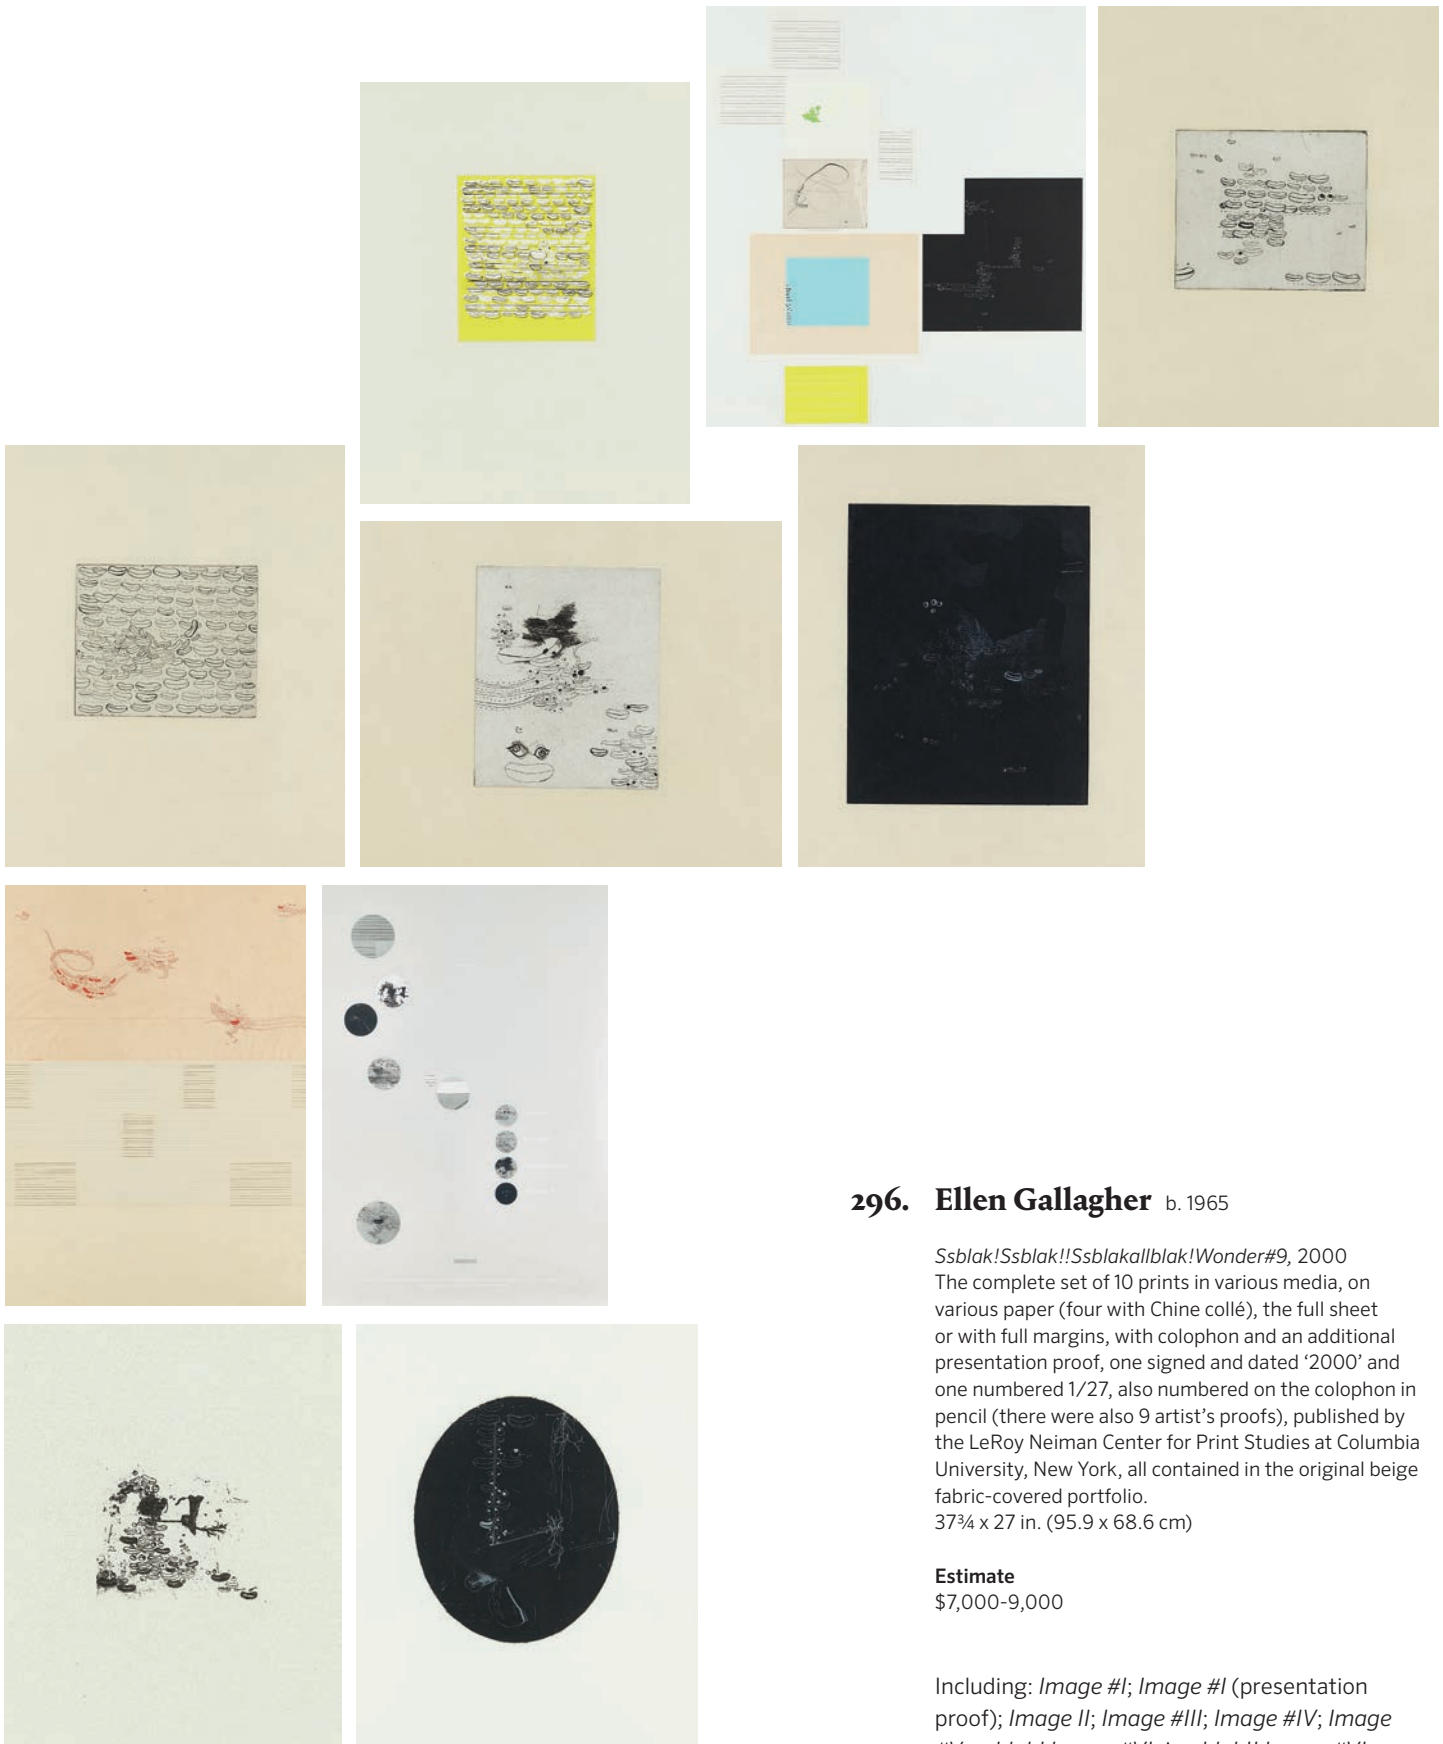 296. Ellen Gallagher b. 1965
Ssblak!Ssblak!!Ssblakallblak!Wonder#9, 2000
The complete set of 10 prints in various media, on
various paper (four with Chine collé), the full sheet
or with full margins, with colophon and an additional
presentation proof, one signed and dated ‘2000’ and
one numbered 1/27, also numbered on the colophon in
pencil (there were also 9 artist’s proofs), published by
the LeRoy Neiman Center for Print Studies at Columbia
University, New York, all contained in the original beige
fabric-covered portfolio.
37¾ x 27 in. (95.9 x 68.6 cm)
Estimate
$7,000-9,000
Including: Image #I; Image #I (presentation
proof); Image II; Image #III; Image #IV; Image